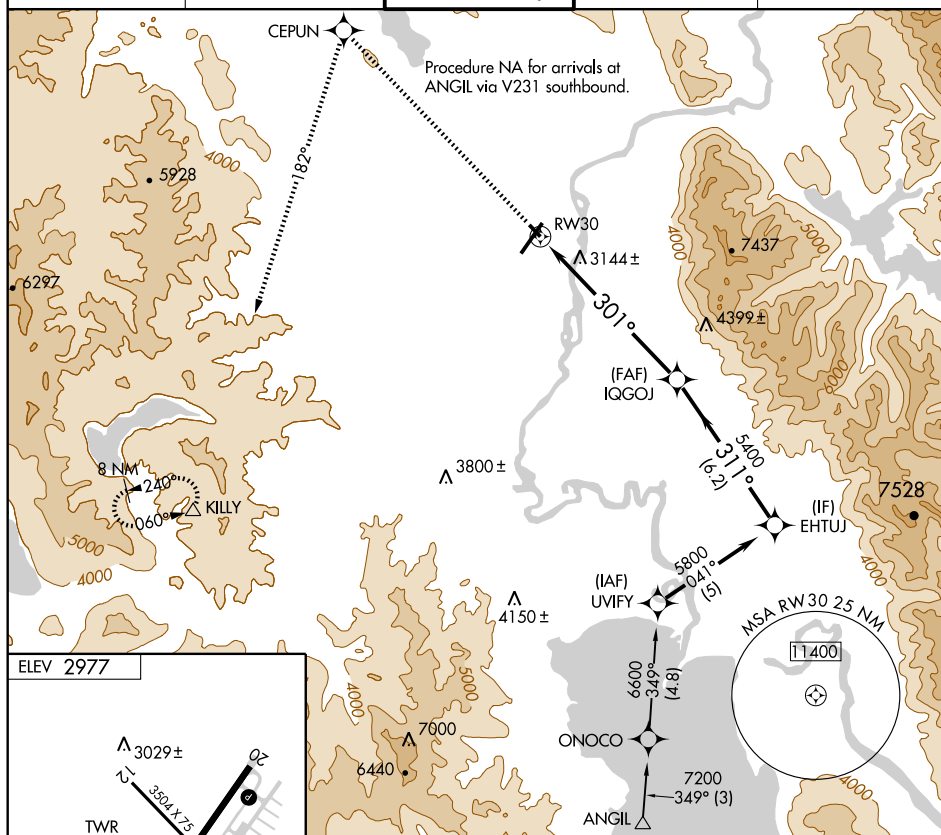 CEPUN
Procedure NA for arrivals at
ANGIL via V231 southbound.
4000
5928
182°
4000
5000
RW30
3144±
7437
6297
301°
4399±
5000
(FAF)
IQGOJ
5400
311°
(6.2)
3800±
7528
8 NM
240°
060°
KILLY
(IF)
EHTUJ
5000
4000
5800
041°
(5)
4000
(IAF)
UVIFY
4150±
MSA RW30 25 NM
11400
ELEV 2977
6600
349°
(4.8)
4000
5000
7000
3029±
20
ONOCO
6440
12
3504 X 75
P
7200
349° (3)
4000
TWR
ANGIL